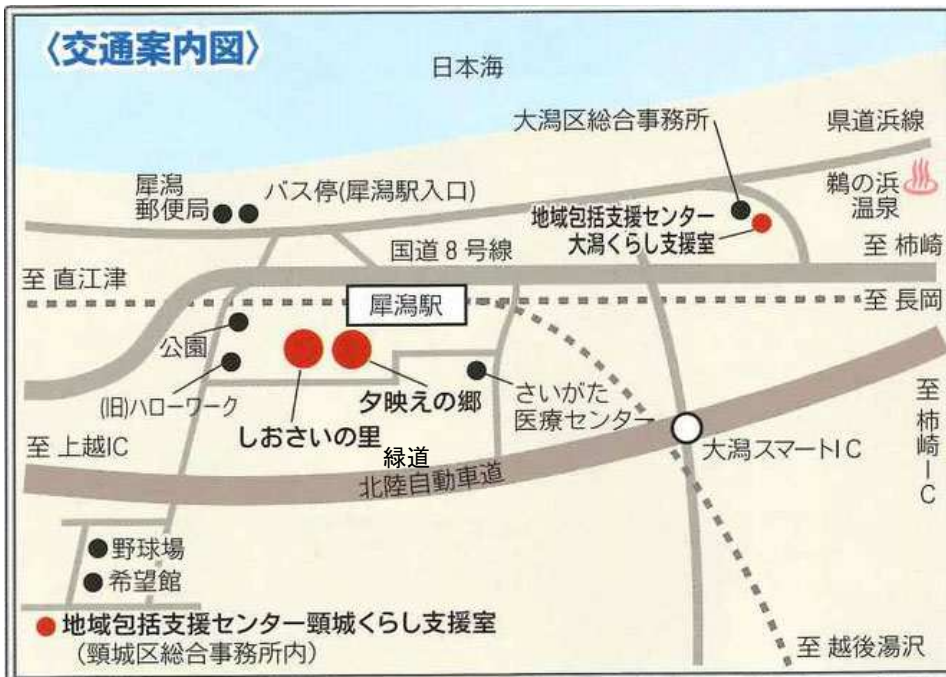 〈交通案内図〉
日本海
大潟区総合事務所
県道浜線
犀潟
郵便局
バス停(犀潟駅入口)
鵜の浜
温泉
地域包括支援センター
大潟くらし支援室
国道8号線
至 柿崎
至 直江津
犀潟駅
至 長岡
公園
(旧)ハローワーク
夕映えの郷
さいがた
医療センター
しおさいの里
至 柿崎IC
至 上越IC
緑道
大潟スマートIC
北陸自動車道
野球場
希望館
地域包括支援センター頸城くらし支援室
(頸城区総合事務所内)
至 越後湯沢